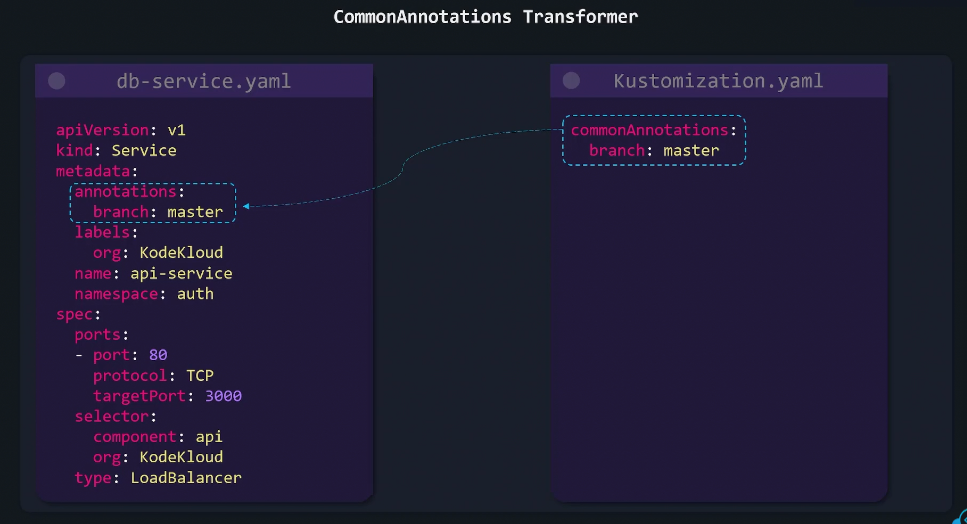 CommonAnnotations Transformer
db-service.yaml
apiVersion: v1
kind: Service
metadata:
  annotations:
    branch: master
  labels:
    org: KodeKloud
  name: api-service
  namespace: auth
spec:
  ports:
  - port: 80
    protocol: TCP
    targetPort: 3000
  selector:
    component: api
    org: KodeKloud
  type: LoadBalancer
Kustomization.yaml
commonAnnotations:
  branch: master